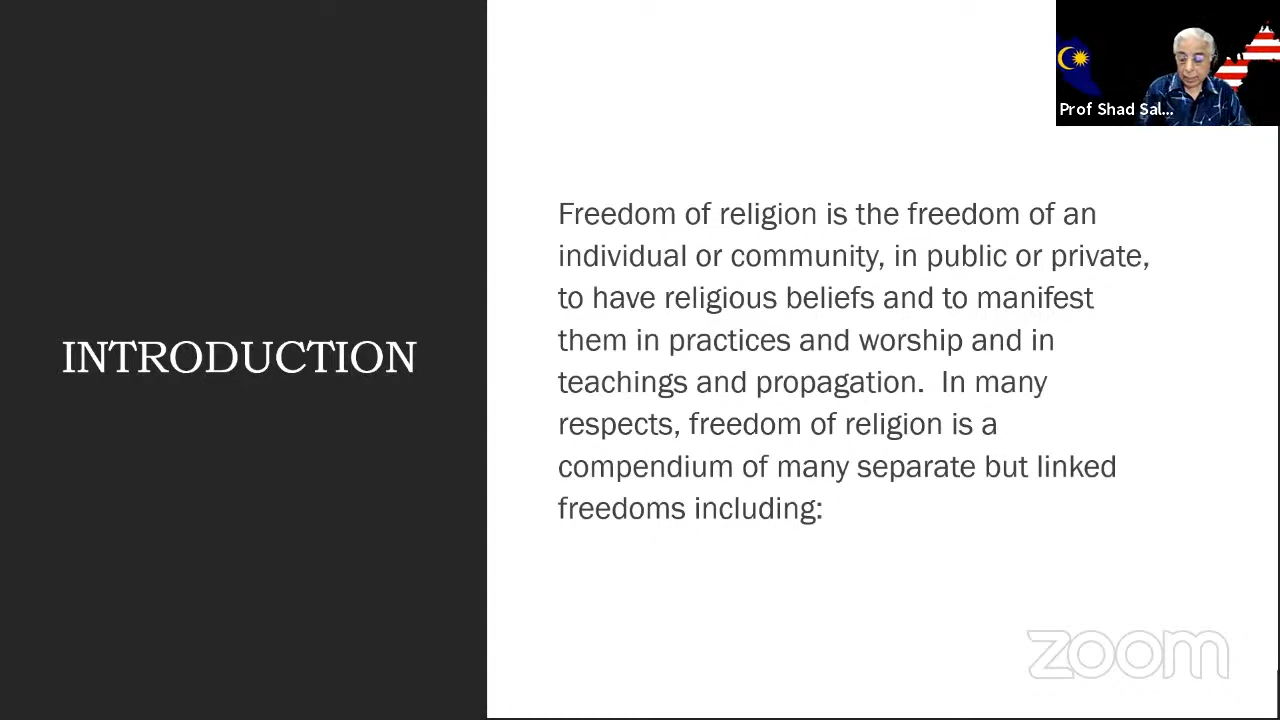 Prof Shad Sal...
INTRODUCTION
Freedom of religion is the freedom of an
individual or community, in public or private,
to have religious beliefs and to manifest
them in practices and worship and in
teachings and propagation.  In many
respects, freedom of religion is a
compendium of many separate but linked
freedoms including:
zoom